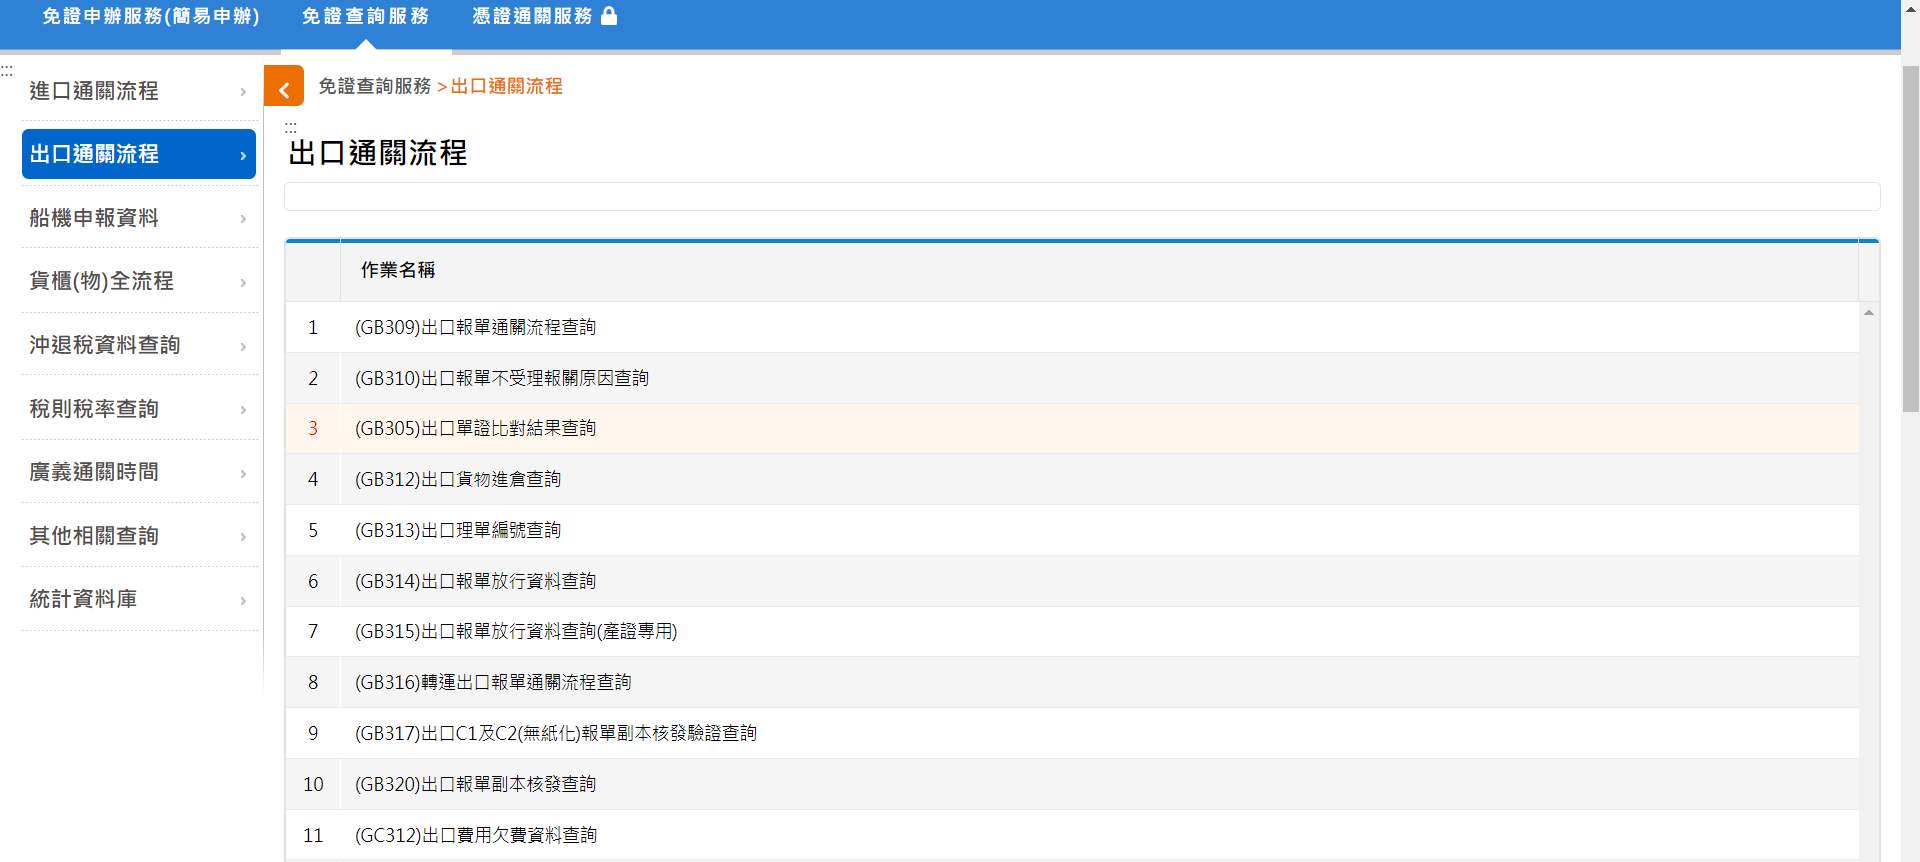 免證申辦服務(簡易申辦) 免證查詢服務 憑證通關服務
:::
進口通關流程
出口通關流程
船機申報資料
貨櫃(物)全流程
沖退稅資料查詢
稅則稅率查詢
廣義通關時間
其他相關查詢
統計資料庫
免證查詢服務 > 出口通關流程
:::
出口通關流程
作業名稱
1 (GB309)出口報單通關流程查詢
2 (GB310)出口報單不受理報關原因查詢
3 (GB305)出口單證比對結果查詢
4 (GB312)出口貨物進倉查詢
5 (GB313)出口理單編號查詢
6 (GB314)出口報單放行資料查詢
7 (GB315)出口報單放行資料查詢(產證專用)
8 (GB316)轉運出口報單通關流程查詢
9 (GB317)出口C1及C2(無紙化)報單副本核發驗證查詢
10 (GB320)出口報單副本核發查詢
11 (GC312)出口費用欠費資料查詢